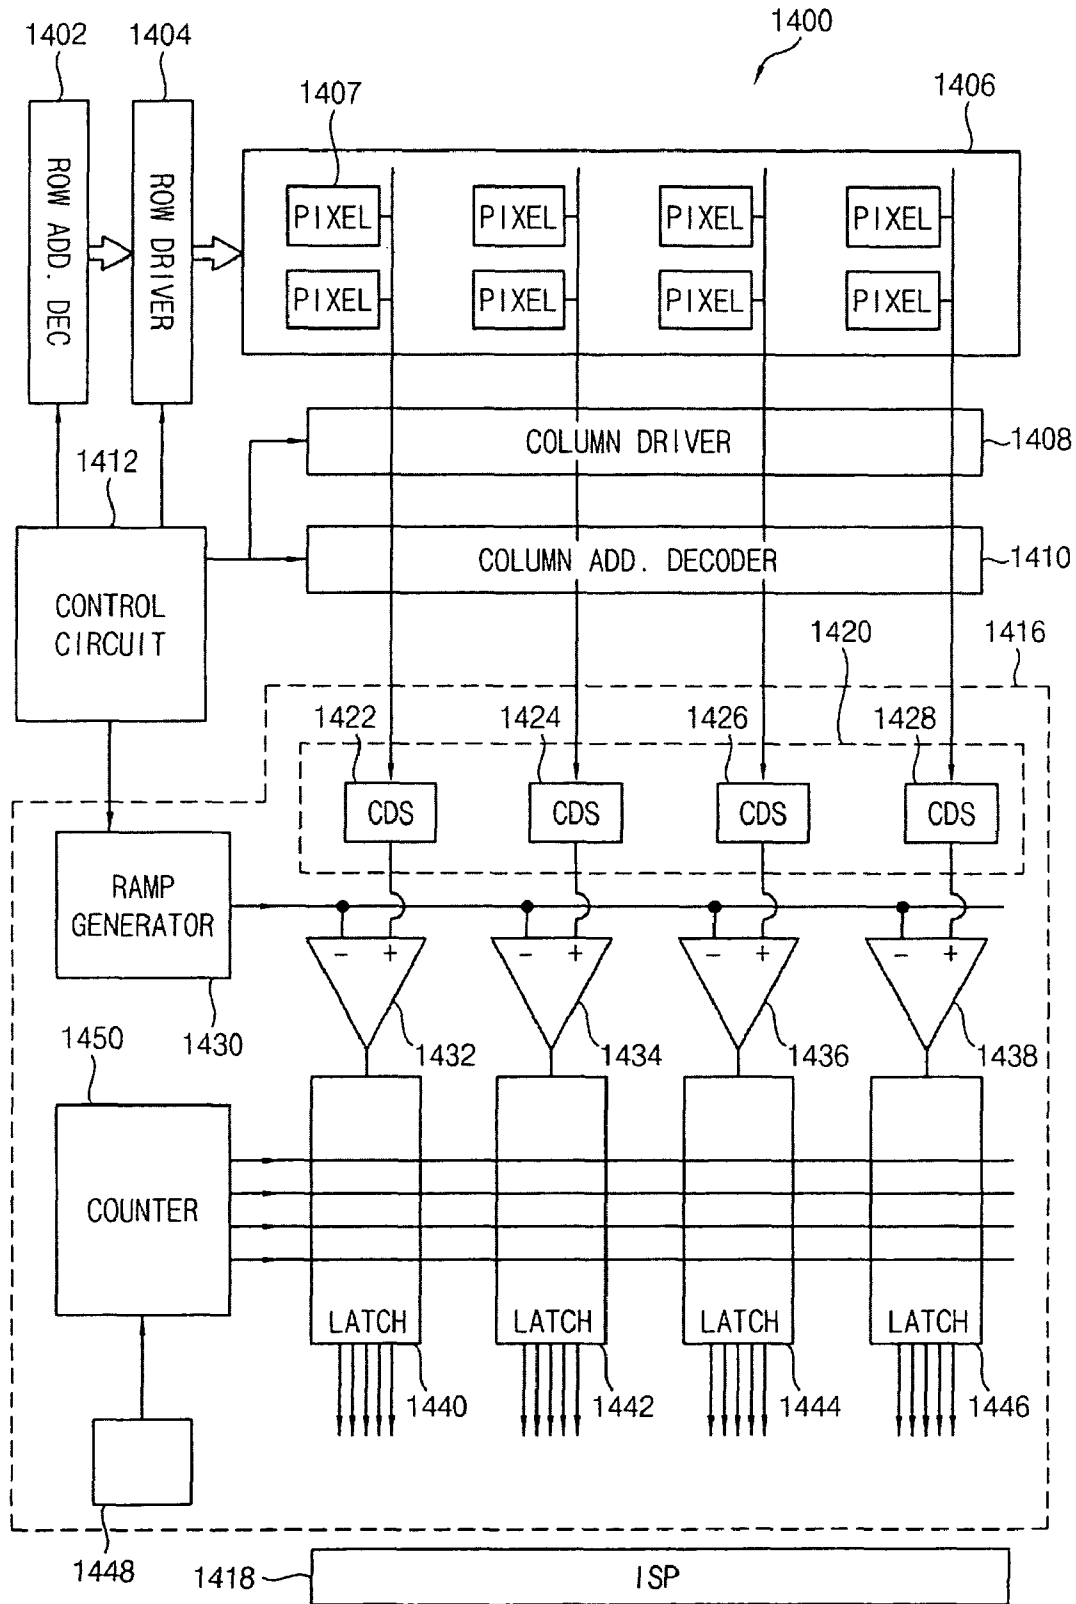 1400
1402
1404
1407
1406
ROW ADD. DEC
ROW DRIVER
PIXEL
PIXEL
PIXEL
PIXEL
PIXEL
PIXEL
PIXEL
PIXEL
COLUMN DRIVER
1408
1412
COLUMN ADD. DECODER
1410
CONTROL
CIRCUIT
1420
1416
1422
1424
1426
1428
CDS
CDS
CDS
CDS
RAMP
GENERATOR
- +
- +
- +
- +
1430
1432
1434
1436
1438
1450
COUNTER
LATCH
LATCH
LATCH
LATCH
1440
1442
1444
1446
1448
1418
ISP